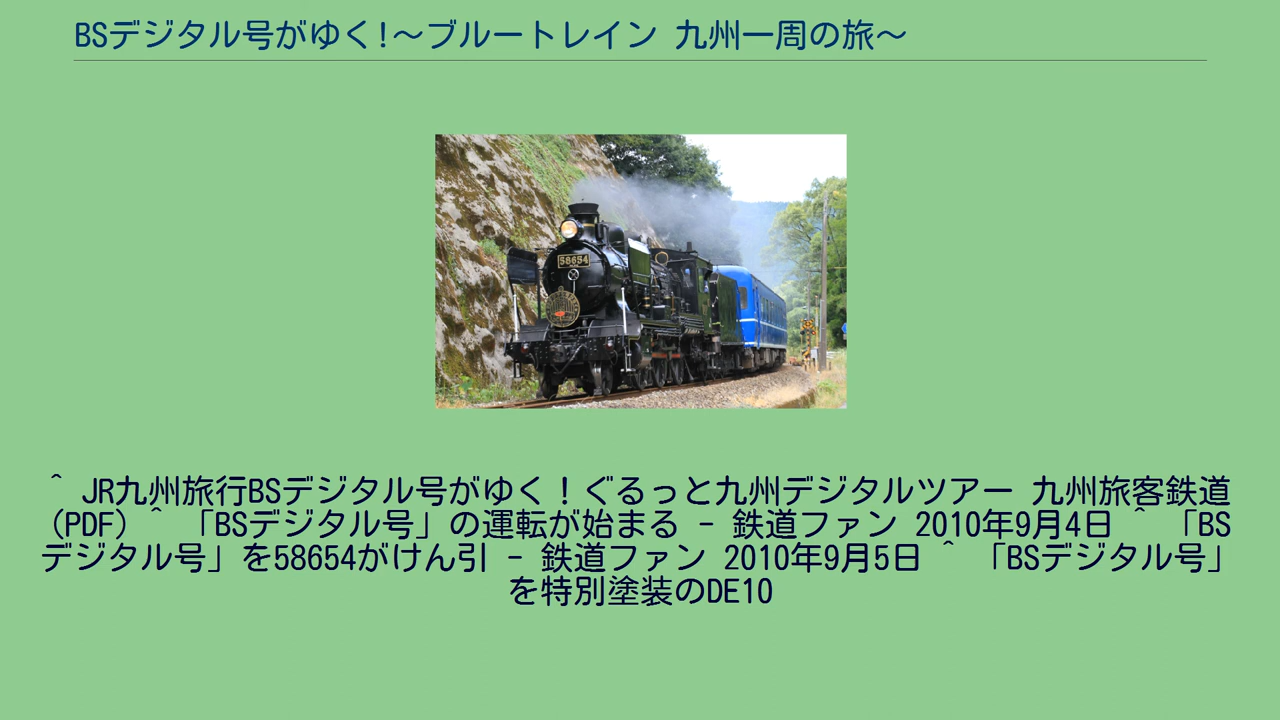 BSデジタル号がゆく!～ブルートレイン 九州一周の旅～
58654
^ JR九州旅行BSデジタル号がゆく！ぐるっと九州デジタルツアー 九州旅客鉄道
（PDF）^ 「BSデジタル号」の運転が始まる - 鉄道ファン 2010年9月4日 ^ 「BS
デジタル号」を58654がけん引 - 鉄道ファン 2010年9月5日 ^ 「BSデジタル号」
を特別塗装のDE10